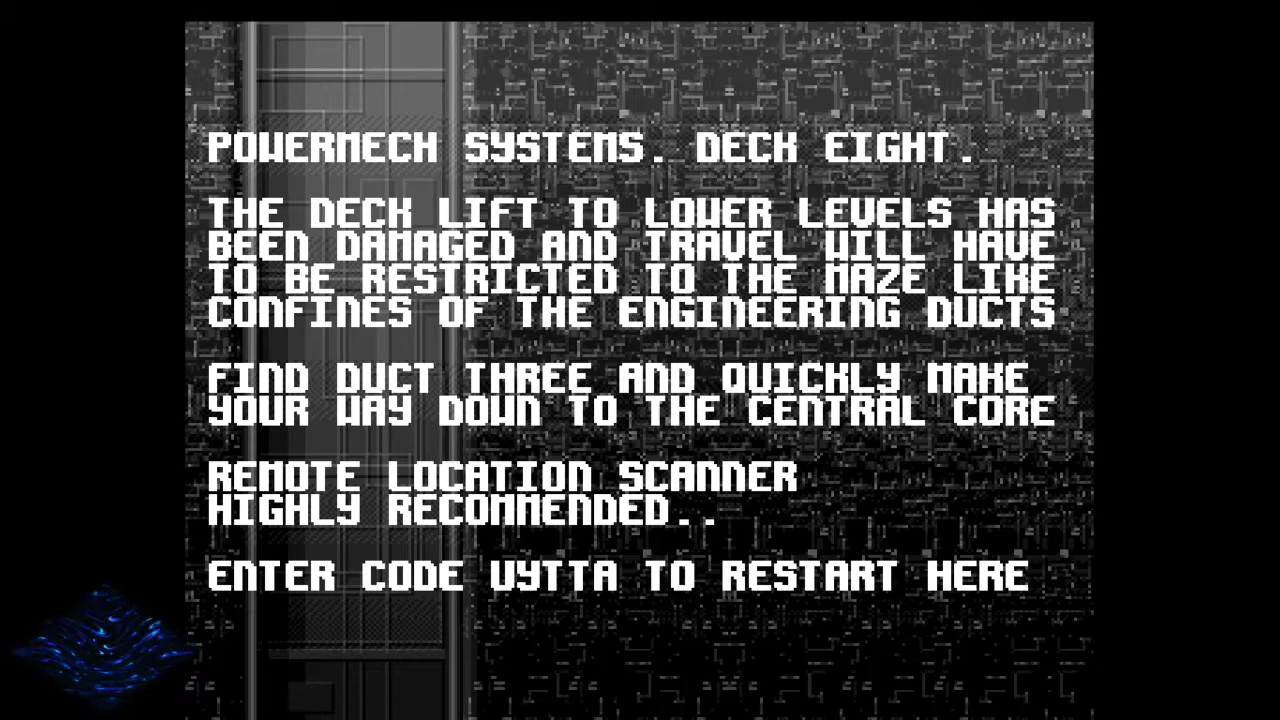 POWERMECH SYSTEMS. DECK EIGHT.
THE DECK LIFT TO LOWER LEVELS HAS
BEEN DAMAGED AND TRAVEL WILL HAVE
TO BE RESTRICTED TO THE MAZE LIKE
CONFINES OF THE ENGINEERING DUCTS
FIND DUCT THREE AND QUICKLY MAKE
YOUR WAY DOWN TO THE CENTRAL CORE
REMOTE LOCATION SCANNER
HIGHLY RECOMMENDED..
ENTER CODE VYTTA TO RESTART HERE